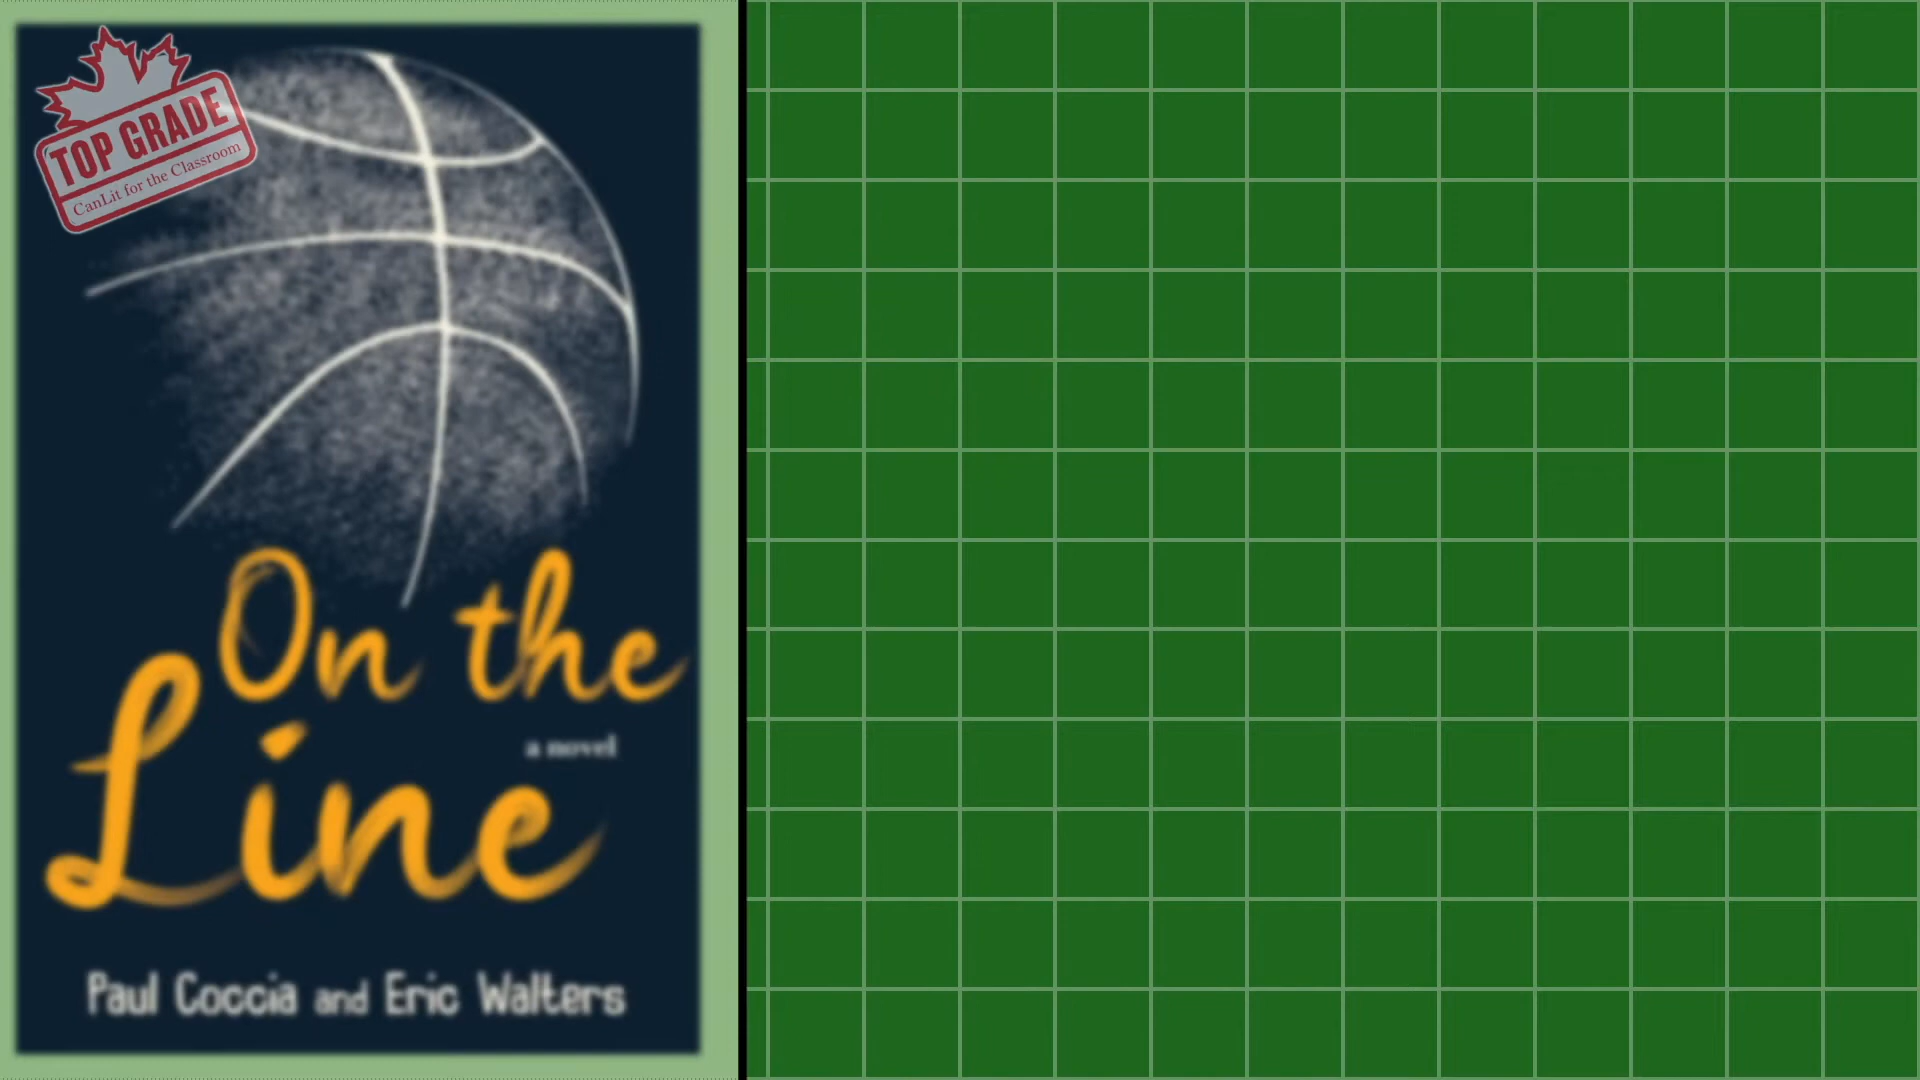 TOP GRADE
CanLit for the Classroom
On the
Line
a novel
Paul Coccia and Eric Walters